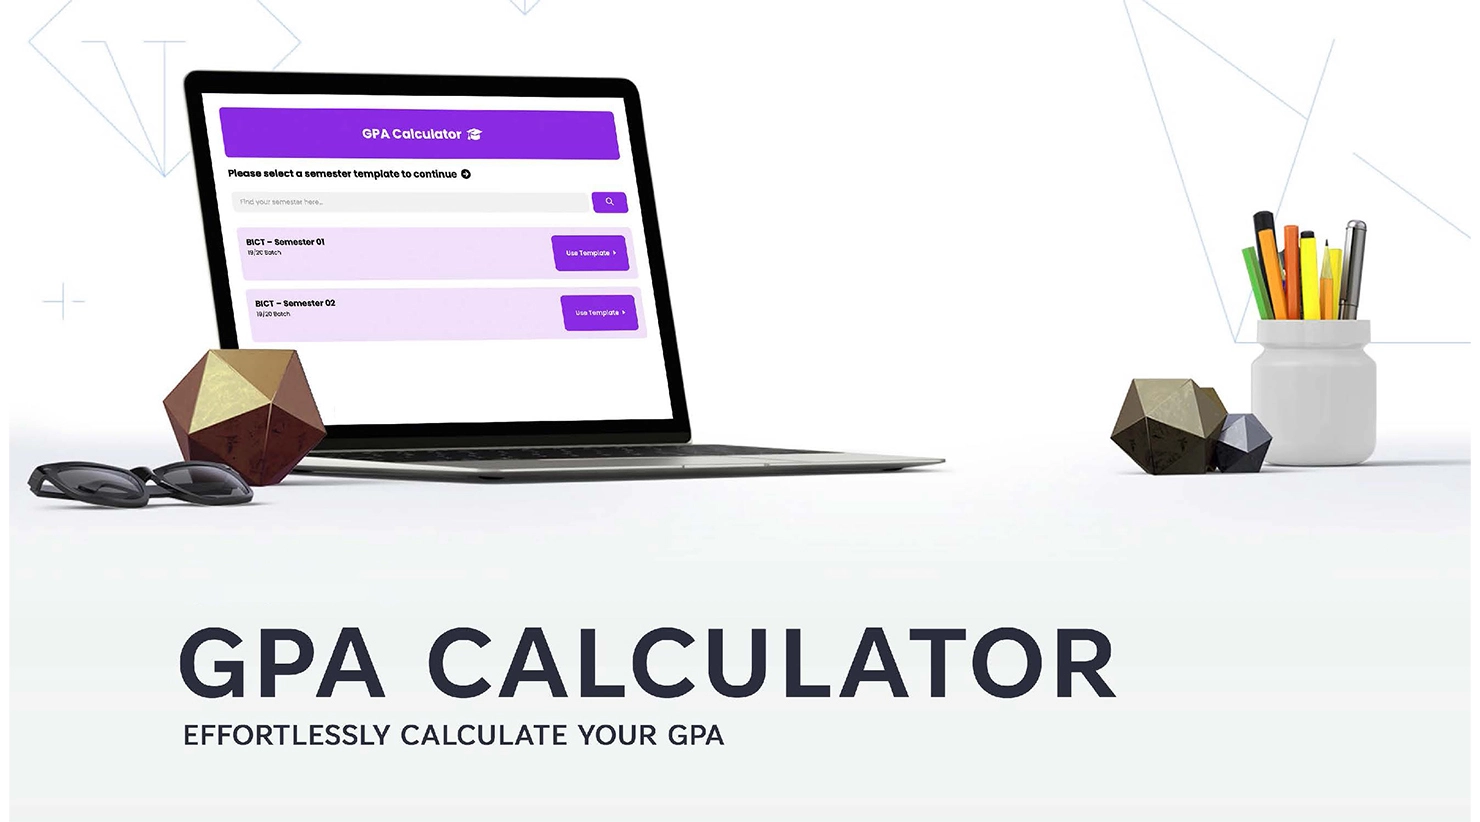 GPA Calculator
Please select a semester template to continue
Find your semester here...
BICT – Semester 01
19/20 Batch
Use Template
BICT – Semester 02
19/20 Batch
Use Template
GPA CALCULATOR
EFFORTLESSLY CALCULATE YOUR GPA